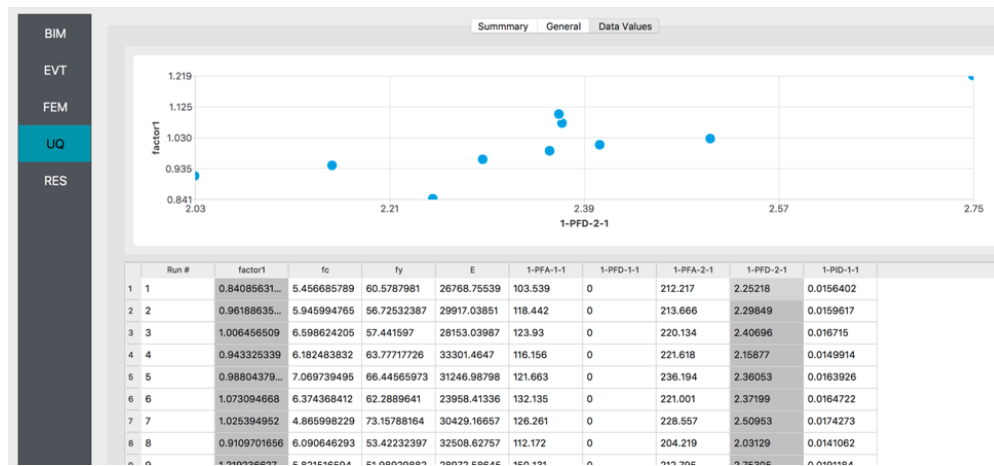 BIM
EVT
FEM
UQ
RES
Summmary General Data Values
1.219
1.125
1.030
0.935
0.841
factor1
2.03 2.21 2.39 2.57 2.75
1-PFD-2-1
Run # factor1 fc fy E 1-PFA-1-1 1-PFD-1-1 1-PFA-2-1 1-PFD-2-1 1-PID-1-1
1 1 0.84085631... 5.456685789 60.5787981 26768.75539 103.539 0 212.217 2.25218 0.0156402
2 2 0.96188635... 5.945994765 56.72532387 29917.03851 118.442 0 213.666 2.29849 0.0159617
3 3 1.006456509 6.598624205 57.441597 28153.03987 123.93 0 220.134 2.40696 0.016715
4 4 0.943325339 6.182483832 63.77717726 33301.4647 116.156 0 221.618 2.15877 0.0149914
5 5 0.98804379... 7.069739495 66.44565973 31246.98798 121.663 0 236.194 2.36053 0.0163926
6 6 1.073094668 6.374368412 62.2889641 23958.41336 132.135 0 221.001 2.37199 0.0164722
7 7 1.025394952 4.865998229 73.15788164 30429.16657 126.261 0 228.557 2.50953 0.0174273
8 8 0.9109701656 6.090646293 53.42232397 32508.62757 112.172 0 204.219 2.03129 0.0141062